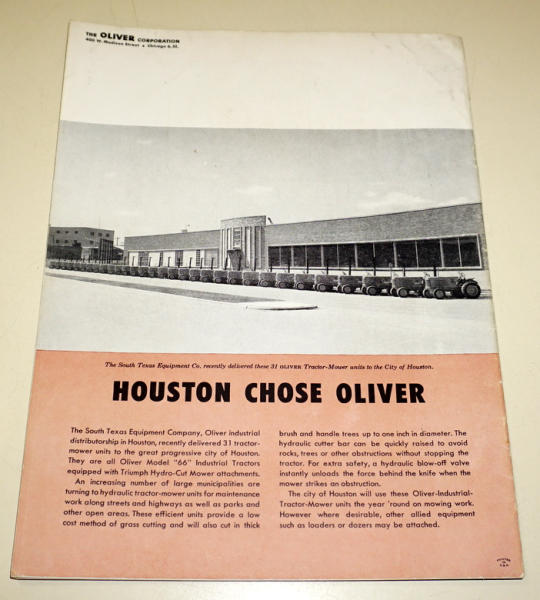 THE OLIVER CORPORATION
400 W. Madison Street • Chicago 6, Ill.
The South Texas Equipment Co. recently delivered these 31 OLIVER Tractor-Mower units to the City of Houston.
HOUSTON CHOSE OLIVER
The South Texas Equipment Company, Oliver industrial
distributorship in Houston, recently delivered 31 tractor-
mower units to the great progressive city of Houston.
They are all Oliver Model "66" Industrial Tractors
equipped with Triumph Hydro-Cut Mower attachments.
An increasing number of large municipalities are
turning to hydraulic tractor-mower units for maintenance
work along streets and highways as well as parks and
other open areas. These efficient units provide a low
cost method of grass cutting and will also cut in thick
brush and handle trees up to one inch in diameter. The
hydraulic cutter bar can be quickly raised to avoid
rocks, trees or other obstructions without stopping the
tractor. For extra safety, a hydraulic blow-off valve
instantly unloads the force behind the knife when the
mower strikes an obstruction.
The city of Houston will use these Oliver-Industrial-
Tractor-Mower units the year 'round on mowing work.
However where desirable, other allied equipment
such as loaders or dozers may be attached.
PRINTED
IN
U.S.A.